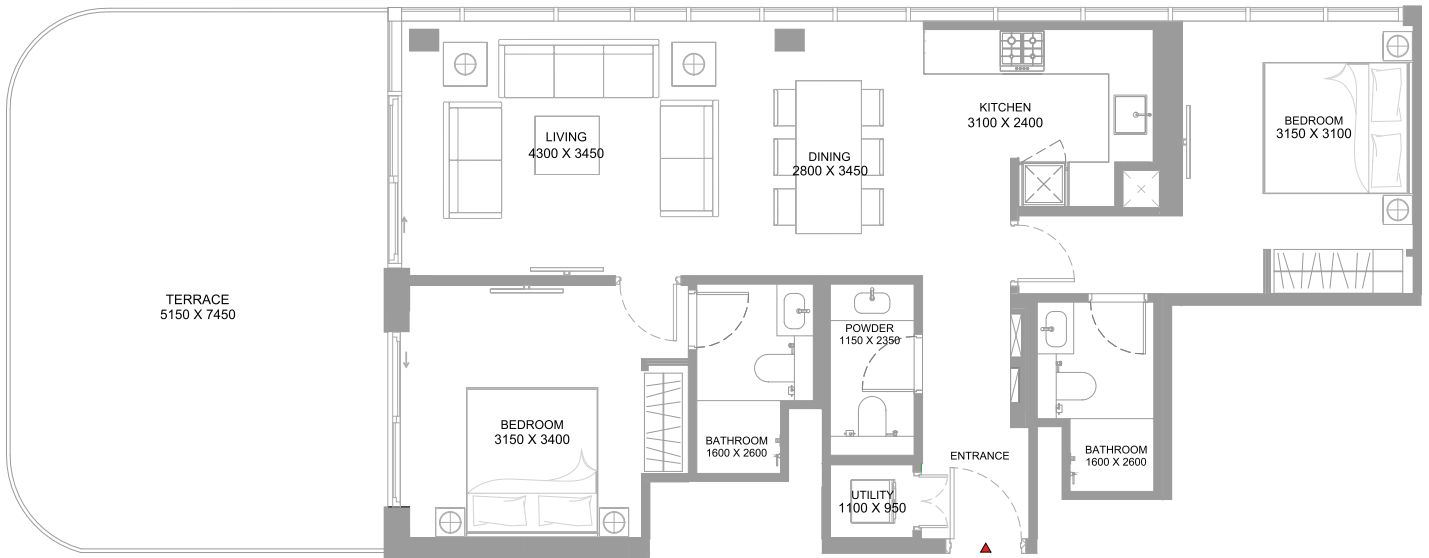 KITCHEN
3100 X 2400
BEDROOM
3150 X 3100
LIVING
4300 X 3450
DINING
2800 X 3450
TERRACE
5150 X 7450
POWDER
1150 X 2350
BEDROOM
3150 X 3400
BATHROOM
1600 X 2600
ENTRANCE
BATHROOM
1600 X 2600
UTILITY
1100 X 950